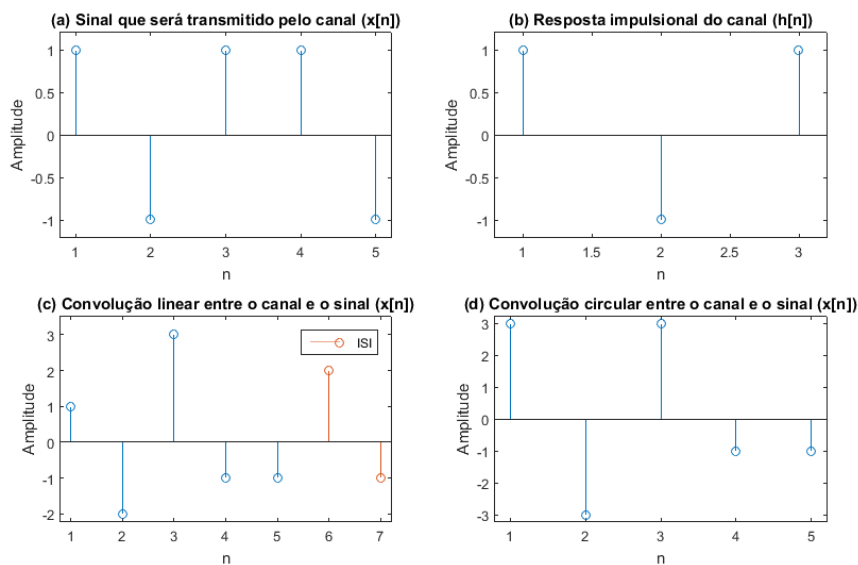 (a) Sinal que será transmitido pelo canal (x[n])
1
0.5
0
-0.5
-1
Amplitude
1 2 3 4 5
n
(b) Resposta impulsional do canal (h[n])
1
0.5
0
-0.5
-1
Amplitude
1 1.5 2 2.5 3
n
(c) Convolução linear entre o canal e o sinal (x[n])
3
2
1
0
-1
-2
Amplitude
ISI
1 2 3 4 5 6 7
n
(d) Convolução circular entre o canal e o sinal (x[n])
3
2
1
0
-1
-2
-3
Amplitude
1 2 3 4 5
n